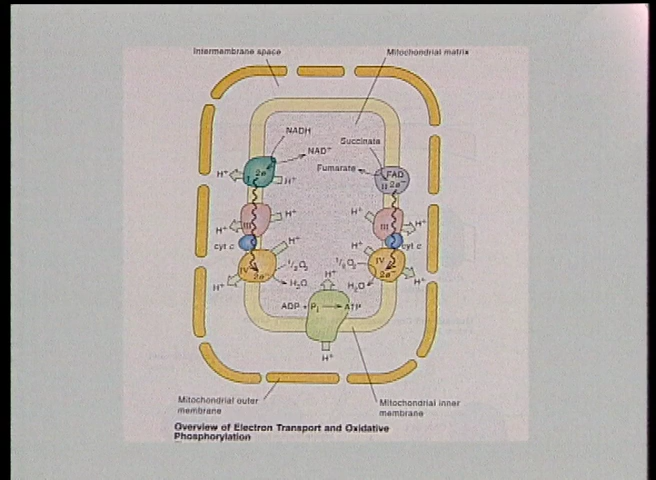 Intermembrane space
Mitochondrial matrix
NADH
NAD⁺
Succinate
Fumarate
FAD
I 2e⁻
II 2e⁻
H⁺
H⁺
III
H⁺
H⁺
H⁺
III
H⁺
cyt c
cyt c
H⁺
H⁺
IV
2e⁻
½O₂
H₂O
½O₂
H₂O
IV
2e⁻
H⁺
H⁺
H⁺
ADP + Pᵢ → ATP
H⁺
Mitochondrial outer
membrane
Mitochondrial inner
membrane
Overview of Electron Transport and Oxidative
Phosphorylation